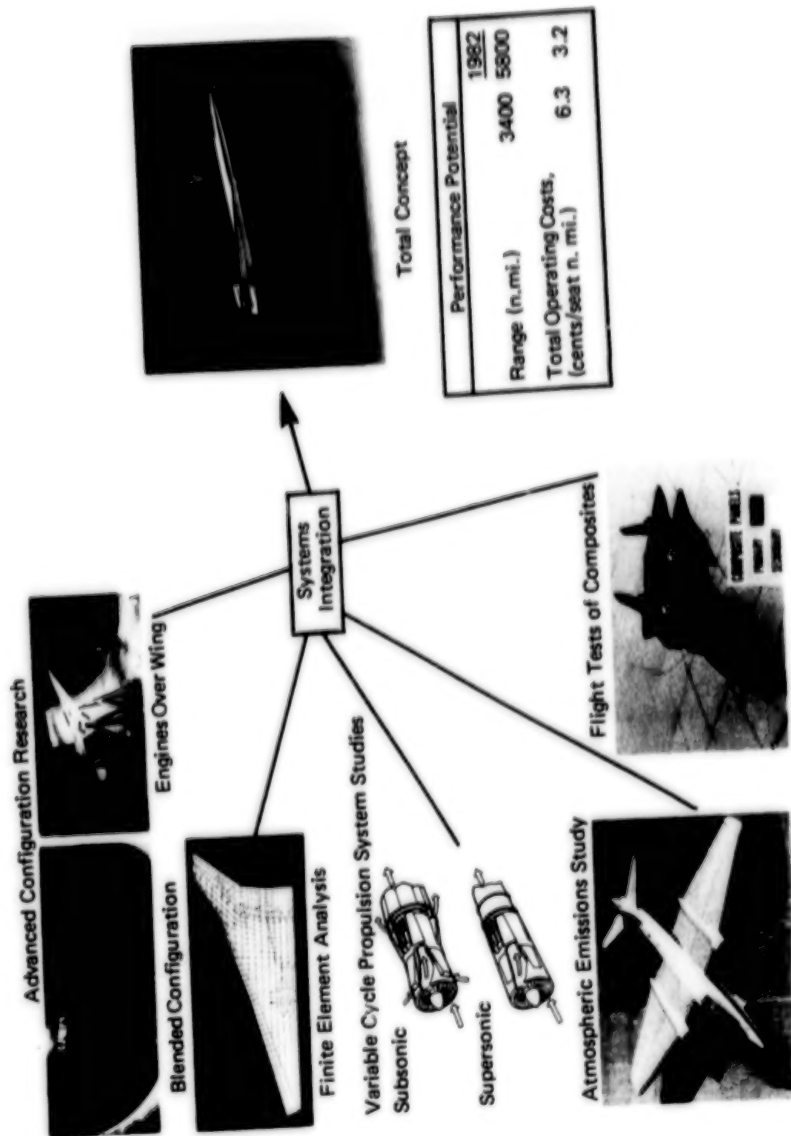 Advanced Configuration Research
Blended Configuration
Engines Over Wing
Finite Element Analysis
Variable Cycle Propulsion System Studies
Subsonic
Supersonic
Atmospheric Emissions Study
Flight Tests of Composites
COMPOSITE PANELS
Systems
Integration
Total Concept
Performance Potential
1982
Range (n.mi.) 3400 5800
Total Operating Costs, 6.3 3.2
(cents/seat n. mi.)